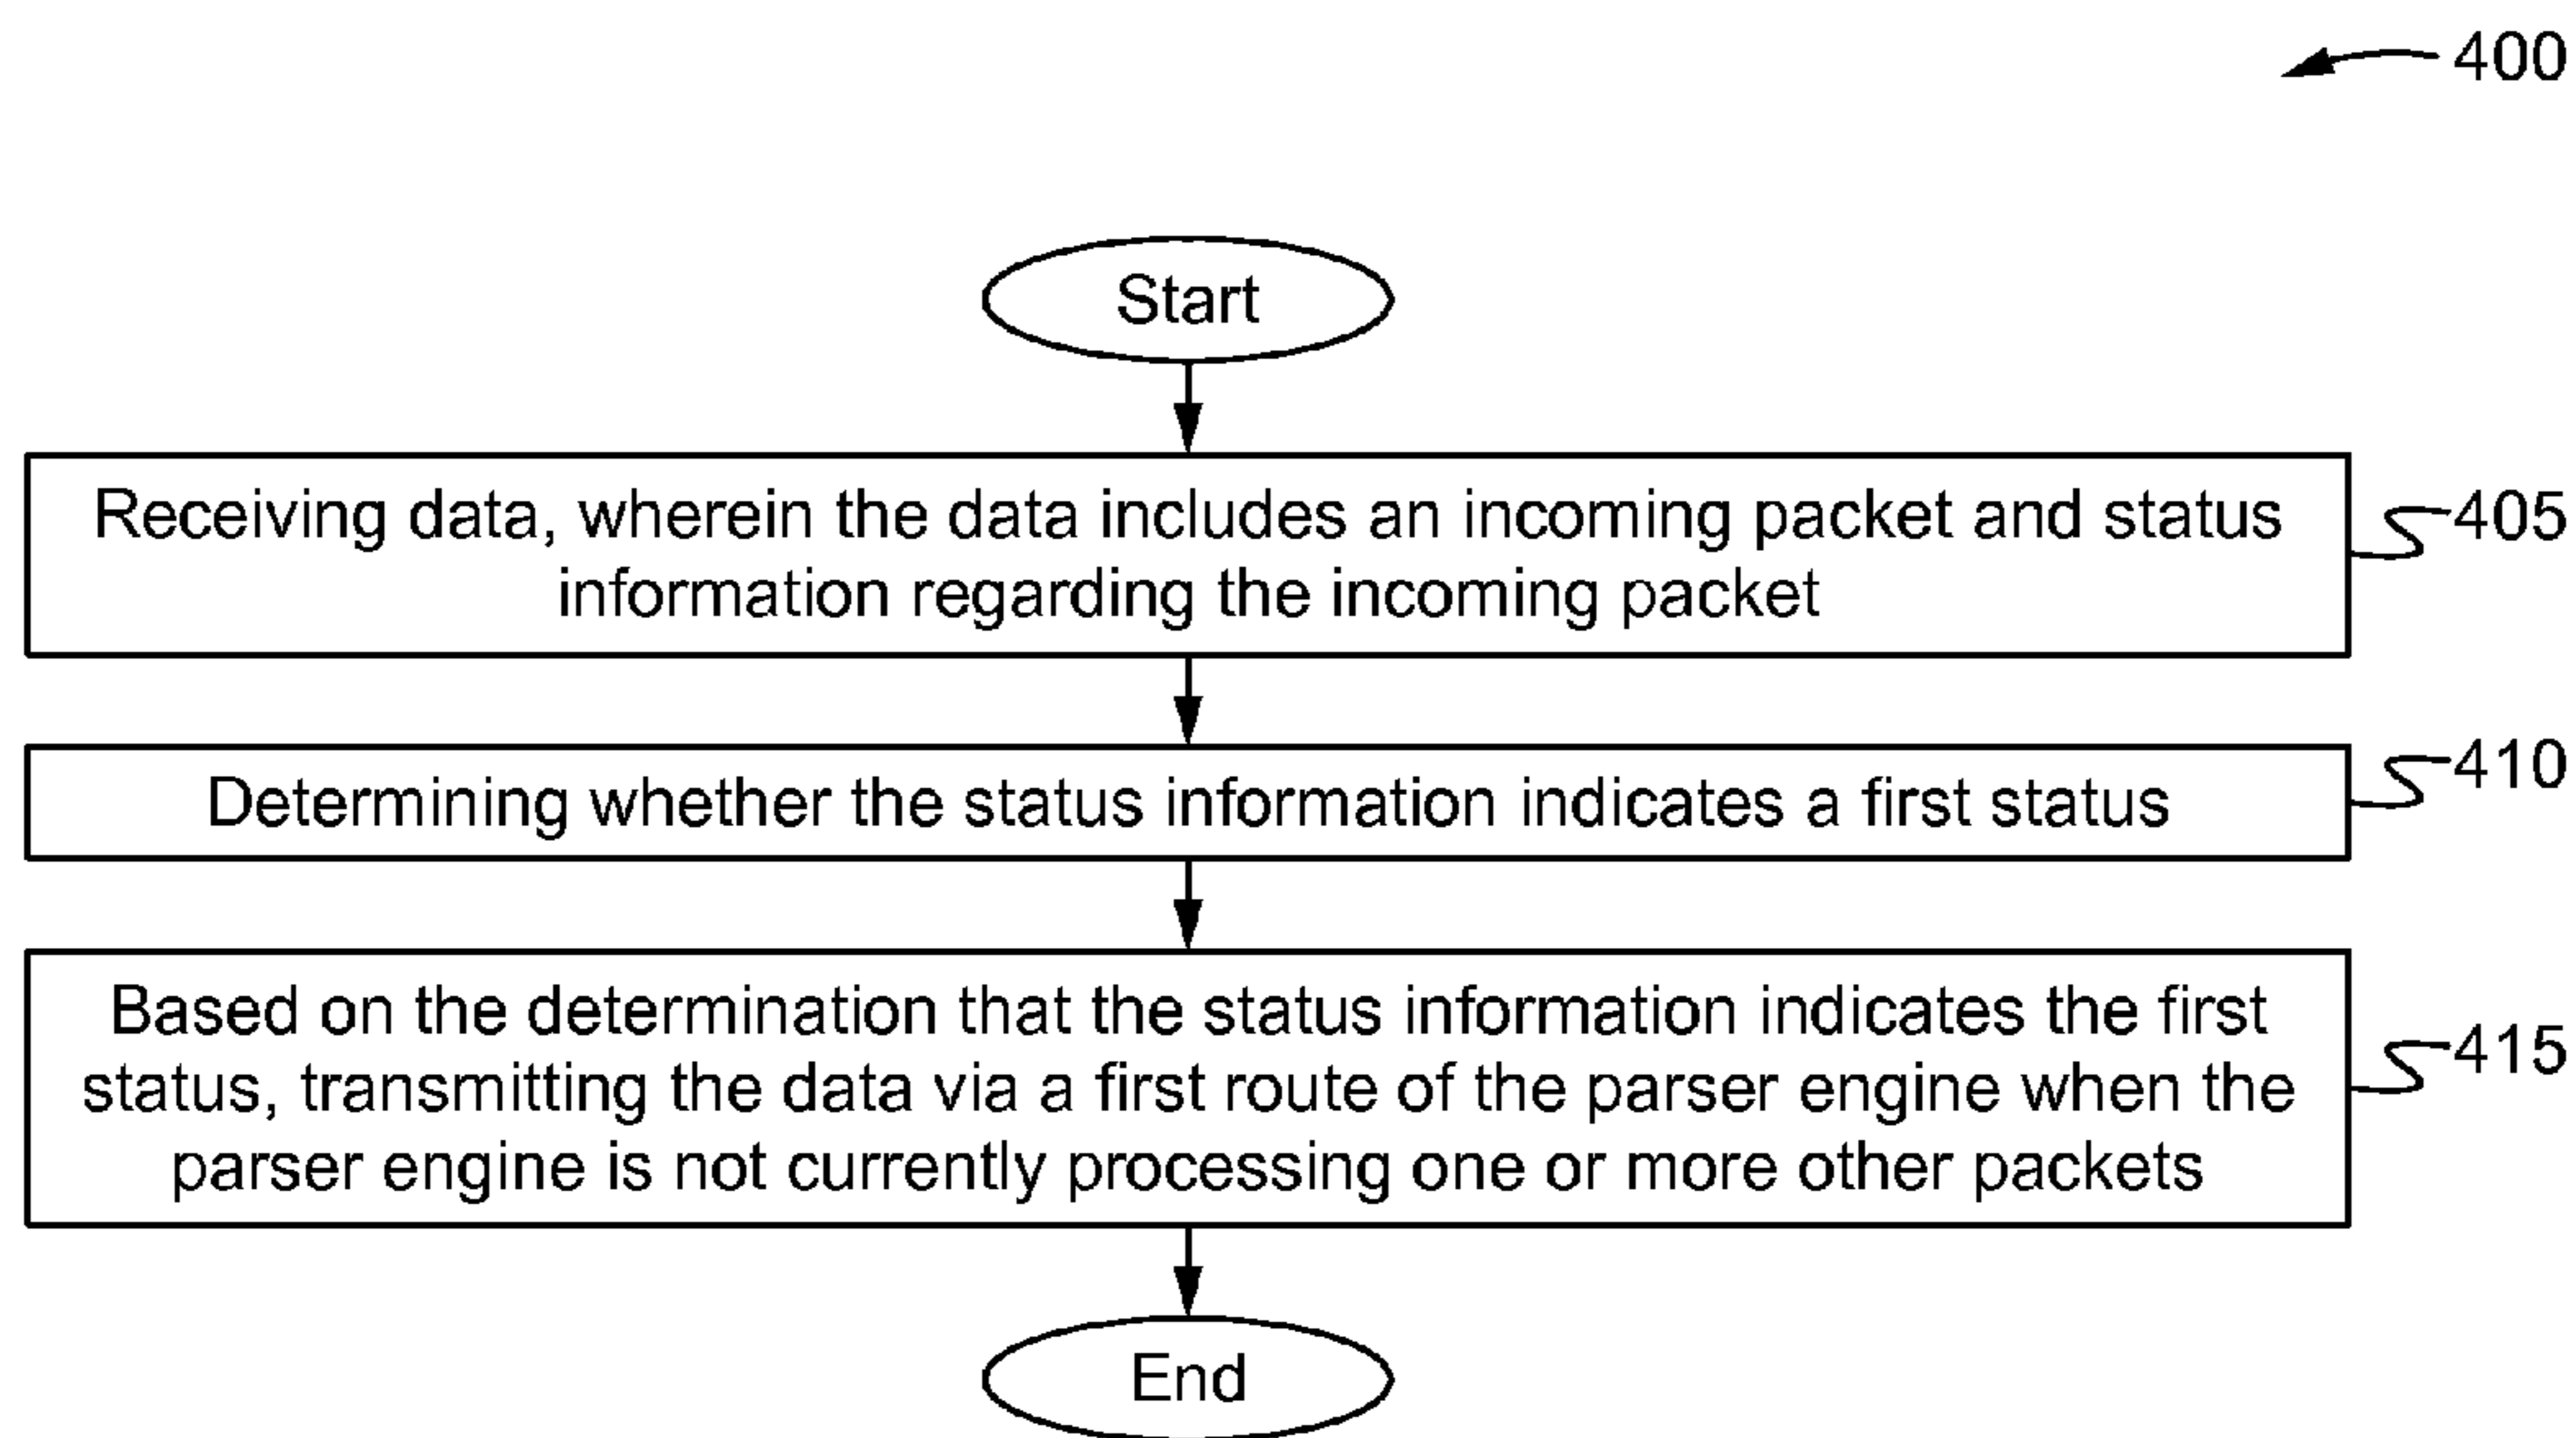 400
Start
Receiving data, wherein the data includes an incoming packet and status
information regarding the incoming packet
405
Determining whether the status information indicates a first status
410
Based on the determination that the status information indicates the first
status, transmitting the data via a first route of the parser engine when the
parser engine is not currently processing one or more other packets
415
End